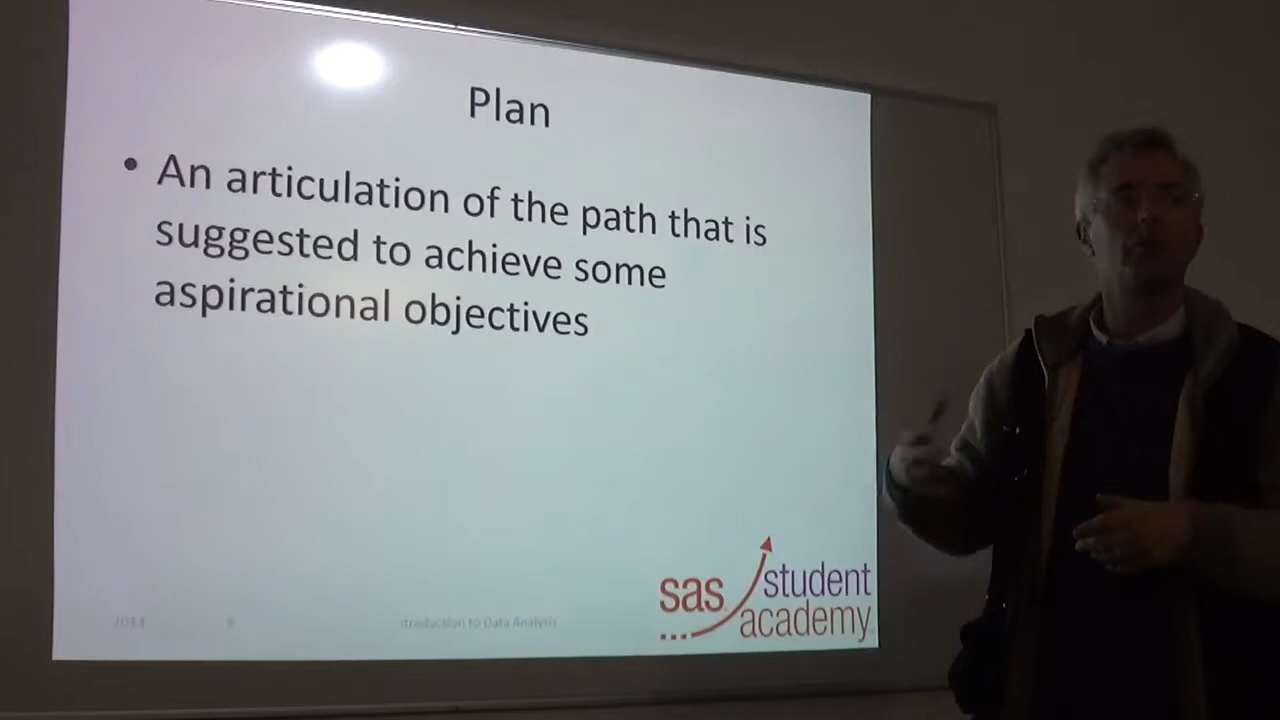 Plan
• An articulation of the path that is
suggested to achieve some
aspirational objectives
sas student
academy
2014
to Data Analysis